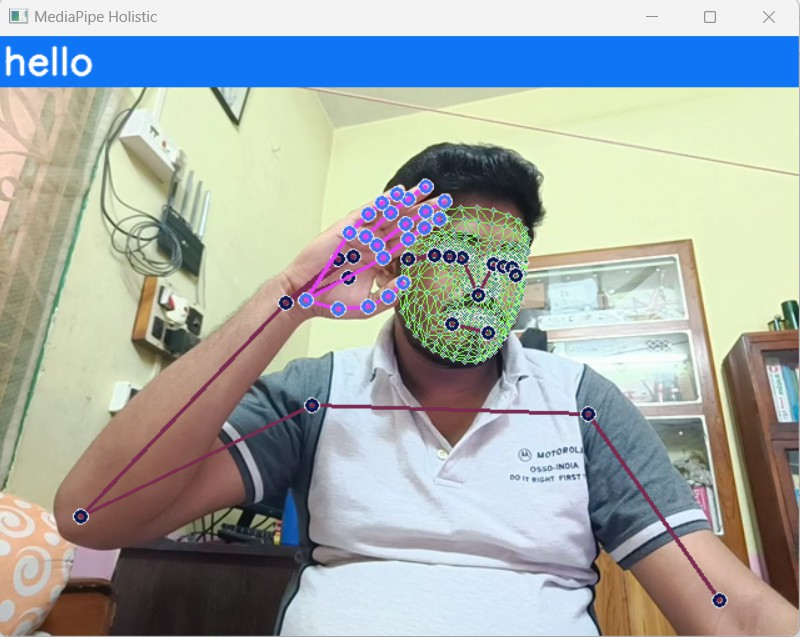 MediaPipe Holistic
hello
MOTOROLA
OSSD-INDIA
DO IT RIGHT FIRST